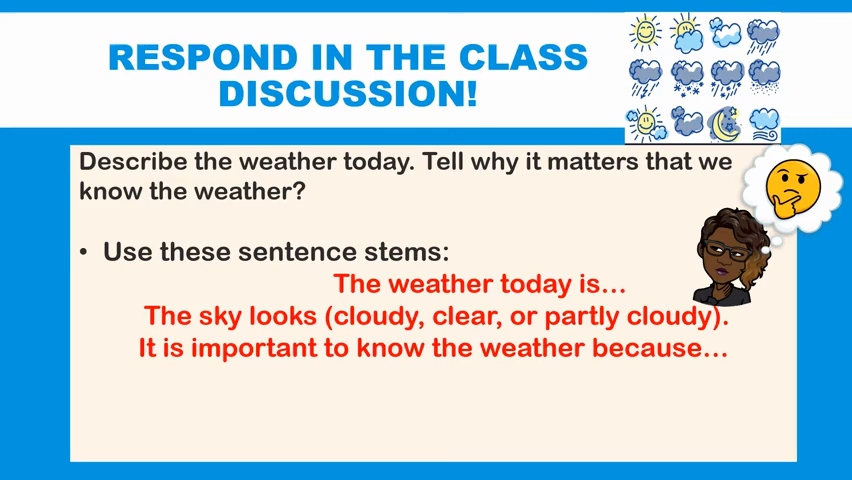 RESPOND IN THE CLASS
DISCUSSION!
Describe the weather today. Tell why it matters that we
know the weather?
• Use these sentence stems:
The weather today is...
The sky looks (cloudy, clear, or partly cloudy).
It is important to know the weather because...